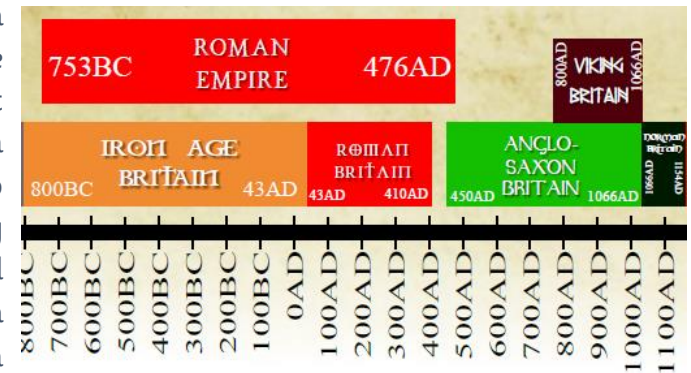 753BC
ROMAN
EMPIRE
476AD
800AD
VIKING
BRITAIN
1066AD
800BC
IRON AGE
BRITAIN
43AD
43AD
ROMAN
BRITAIN
410AD
450AD
ANGLO-
SAXON
BRITAIN
1066AD
NORMAN
BRITAIN
1066AD
1154AD
800BC
700BC
600BC
500BC
400BC
300BC
200BC
100BC
0AD
100AD
200AD
300AD
400AD
500AD
600AD
700AD
800AD
900AD
1000AD
1100AD